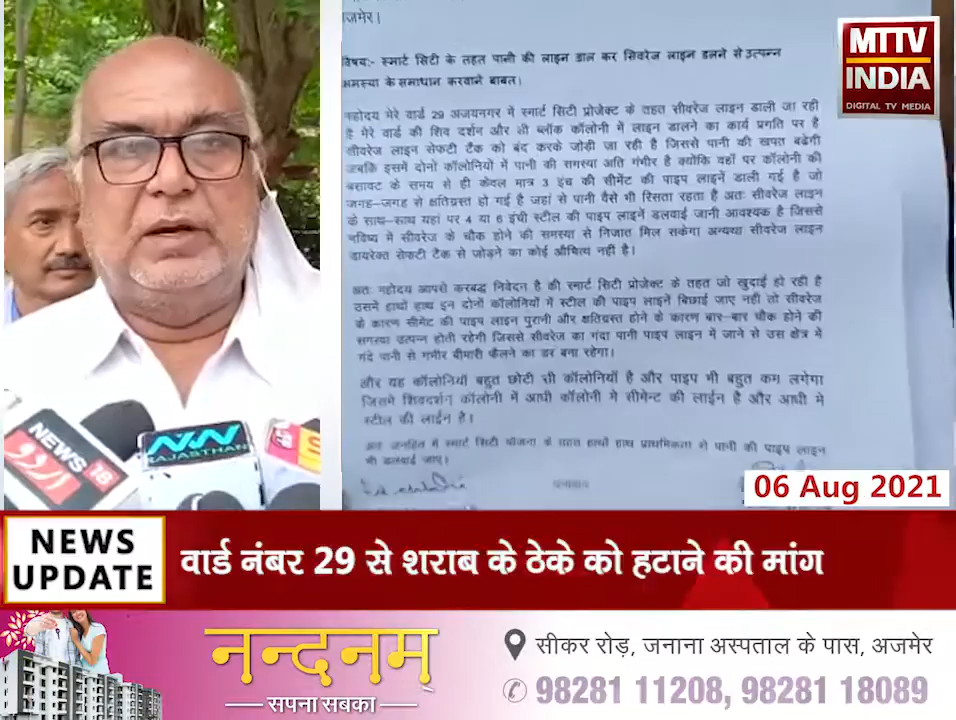 अजमेर।
विषय:- स्मार्ट सिटी के तहत पानी की लाइन डाल कर सिवरेज लाइन डलने से उत्पन्न
समस्या के समाधान करवाने बाबत।
महोदय मेरे वार्ड 29 अजयनगर में स्मार्ट सिटी प्रोजेक्ट के तहत सीवरेज लाइन डाली जा रही
है मेरे वार्ड की शिव दर्शन और सी ब्लॉक कॉलोनी में लाइन डालने का कार्य प्रगति पर है
सीवरेज लाइन सेफटी टैंक को बंद करके जोड़ी जा रही है जिससे पानी की खपत बढेगी
जबकि इसमें दोनों कॉलोनियों में पानी की समस्या अति गंभीर है क्योंकि वहाँ पर कॉलोनी की
बसावट के समय से ही केवल मात्र 3 इंच की सीमेंट की पाइप लाइनें डाली गई है जो
जगह–जगह से क्षतिग्रस्त हो गई है जहां से पानी वैसे भी रिसता रहता है अतः सीवरेज लाइन
के साथ–साथ यहां पर 4 या 6 इंची स्टील की पाइप लाइनें डलवाई जानी आवश्यक है जिससे
भविष्य में सीवरेज के चौक होने की समस्या से निजात मिल सकेगा अन्यथा सीवरेज लाइन
डायरेक्ट सेफटी टैंक से जोड़ने का कोई औचित्य नहीं है।
अतः महोदय आपसे करबद्ध निवेदन है की स्मार्ट सिटी प्रोजेक्ट के तहत जो खुदाई हो रही है
उसमें हाथों हाथ इन दोनों कॉलोनियों में स्टील की पाइप लाइनें बिछाई जाए नहीं तो सीवरेज
के कारण सीमेंट की पाइप लाइन पुरानी और क्षतिग्रस्त होने के कारण बार–बार चौक होने की
समस्या उत्पन्न होती रहेगी जिससे सीवरेज का गंदा पानी पाइप लाइन में जाने से उस क्षेत्र में
गंदे पानी से गंभीर बीमारी फैलने का डर बना रहेगा।
और यह कॉलोनियां बहुत छोटी सी कॉलोनियों है और पाइप भी बहुत कम लगेगा
जिसमे शिवदर्शन कॉलोनी में आधी कॉलोनी मे सीमेन्ट की लाईन है और आधी मे
स्टील की लाईन है।
अतः जनहित में स्मार्ट सिटी योजना के तहत हाथों हाथ प्राथमिकता से पानी की पाइप लाइन
भी डलवाई जाए।
MTTV
INDIA
DIGITAL TV MEDIA
NEWS
18
RAJASTHAN
06 Aug 2021
NEWS
UPDATE
वार्ड नंबर 29 से शराब के ठेके को हटाने की मांग
नन्दनम्
सपना सबका
सीकर रोड़, जनाना अस्पताल के पास, अजमेर
98281 11208, 98281 18089